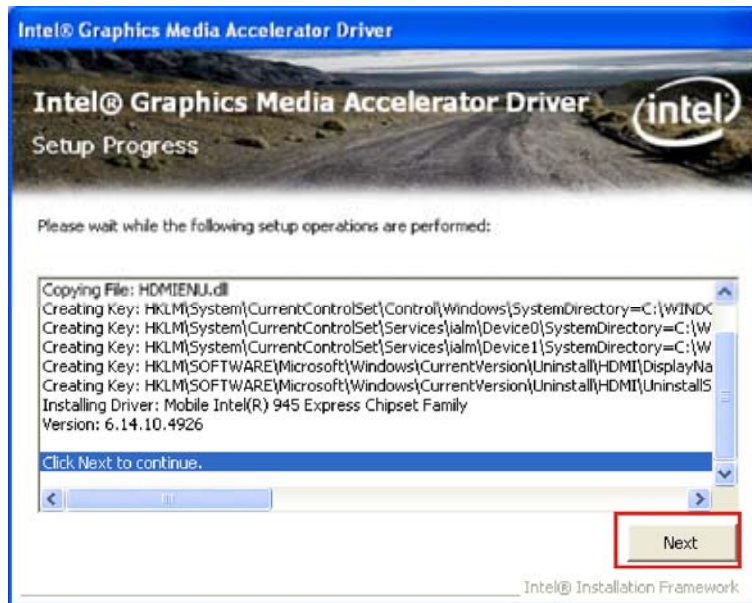 Intel® Graphics Media Accelerator Driver
Intel® Graphics Media Accelerator Driver
intel
Setup Progress
Please wait while the following setup operations are performed:
Copying File: HDMIENU.dll
Creating Key: HKLM\System\CurrentControlSet\Control\Windows\SystemDirectory=C:\WINDO
Creating Key: HKLM\System\CurrentControlSet\Services\ialm\Device0\SystemDirectory=C:\W
Creating Key: HKLM\System\CurrentControlSet\Services\ialm\Device1\SystemDirectory=C:\W
Creating Key: HKLM\SOFTWARE\Microsoft\Windows\CurrentVersion\Uninstall\HDMI\DisplayNa
Creating Key: HKLM\SOFTWARE\Microsoft\Windows\CurrentVersion\Uninstall\HDMI\UninstallS
Installing Driver: Mobile Intel(R) 945 Express Chipset Family
Version: 6.14.10.4926
Click Next to continue.
Next
Intel® Installation Framework